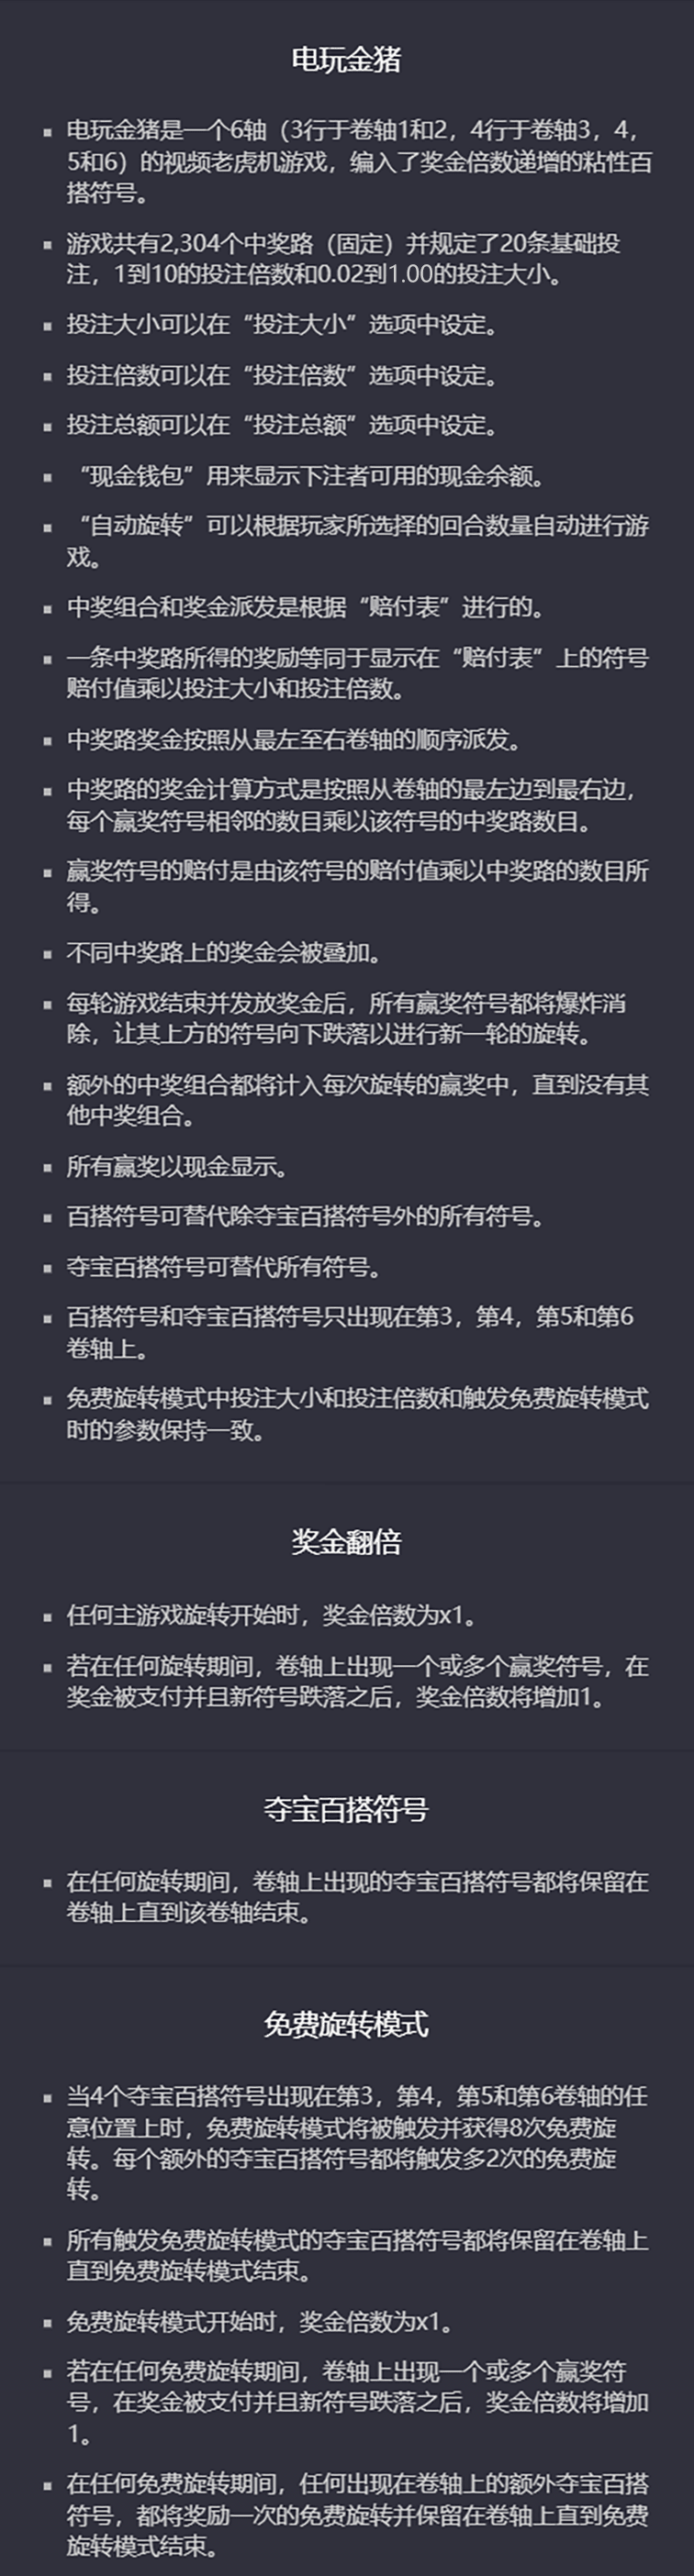 电玩金猪
▪ 电玩金猪是一个6轴（3行于卷轴1和2，4行于卷轴3，4，
5和6）的视频老虎机游戏，编入了奖金倍数递增的粘性百
搭符号。
▪ 游戏共有2,304个中奖路（固定）并规定了20条基础投
注，1到10的投注倍数和0.02到1.00的投注大小。
▪ 投注大小可以在“投注大小”选项中设定。
▪ 投注倍数可以在“投注倍数”选项中设定。
▪ 投注总额可以在“投注总额”选项中设定。
▪ “现金钱包”用来显示下注者可用的现金余额。
▪ “自动旋转”可以根据玩家所选择的回合数量自动进行游
戏。
▪ 中奖组合和奖金派发是根据“赔付表”进行的。
▪ 一条中奖路所得的奖励等同于显示在“赔付表”上的符号
赔付值乘以投注大小和投注倍数。
▪ 中奖路奖金按照从最左至右卷轴的顺序派发。
▪ 中奖路的奖金计算方式是按照从卷轴的最左边到最右边，
每个赢奖符号相邻的数目乘以该符号的中奖路数目。
▪ 赢奖符号的赔付是由该符号的赔付值乘以中奖路的数目所
得。
▪ 不同中奖路上的奖金会被叠加。
▪ 每轮游戏结束并发放奖金后，所有赢奖符号都将爆炸消
除，让其上方的符号向下跌落以进行新一轮的旋转。
▪ 额外的中奖组合都将计入每次旋转的赢奖中，直到没有其
他中奖组合。
▪ 所有赢奖以现金显示。
▪ 百搭符号可替代除夺宝百搭符号外的所有符号。
▪ 夺宝百搭符号可替代所有符号。
▪ 百搭符号和夺宝百搭符号只出现在第3，第4，第5和第6
卷轴上。
▪ 免费旋转模式中投注大小和投注倍数和触发免费旋转模式
时的参数保持一致。
奖金翻倍
▪ 任何主游戏旋转开始时，奖金倍数为x1。
▪ 若在任何旋转期间，卷轴上出现一个或多个赢奖符号，在
奖金被支付并且新符号跌落之后，奖金倍数将增加1。
夺宝百搭符号
▪ 在任何旋转期间，卷轴上出现的夺宝百搭符号都将保留在
卷轴上直到该卷轴结束。
免费旋转模式
▪ 当4个夺宝百搭符号出现在第3，第4，第5和第6卷轴的任
意位置上时，免费旋转模式将被触发并获得8次免费旋
转。每个额外的夺宝百搭符号都将触发多2次的免费旋
转。
▪ 所有触发免费旋转模式的夺宝百搭符号都将保留在卷轴上
直到免费旋转模式结束。
▪ 免费旋转模式开始时，奖金倍数为x1。
▪ 若在任何免费旋转期间，卷轴上出现一个或多个赢奖符
号，在奖金被支付并且新符号跌落之后，奖金倍数将增加
1。
▪ 在任何免费旋转期间，任何出现在卷轴上的额外夺宝百搭
符号，都将奖励一次的免费旋转并保留在卷轴上直到免费
旋转模式结束。